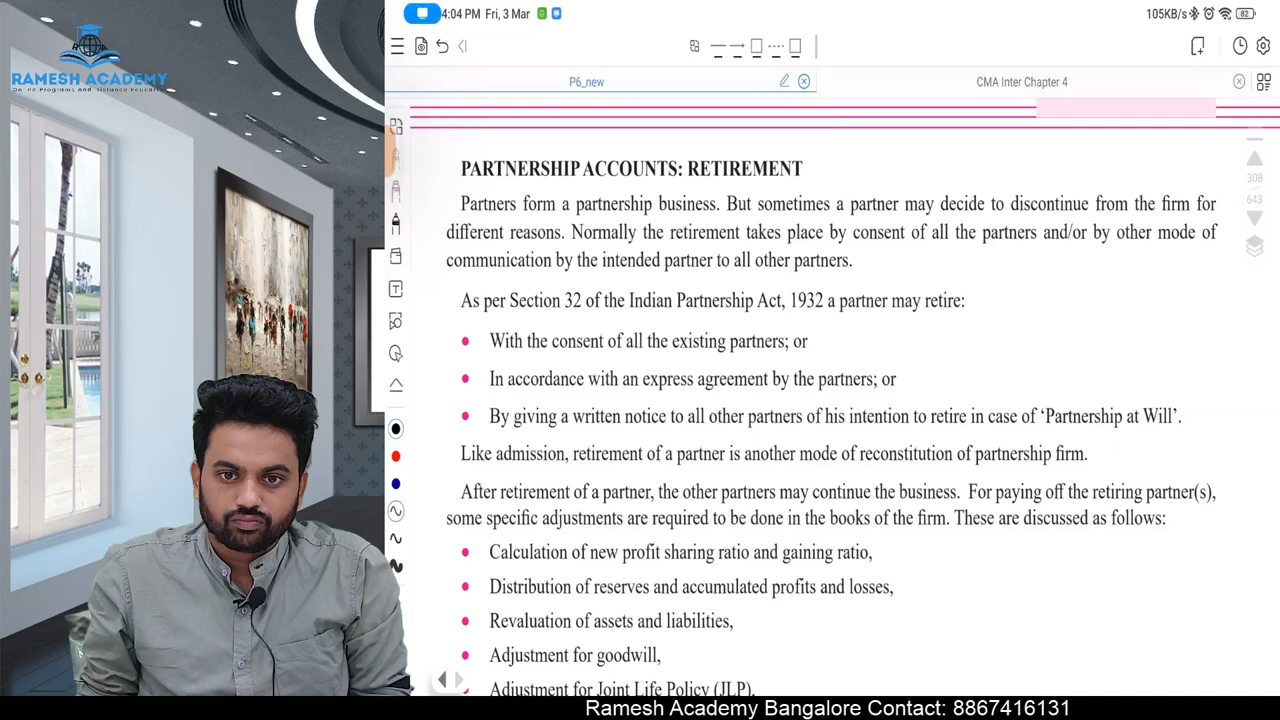 4:04 PM Fri, 3 Mar
105KB/s
82
RAMESH ACADEMY
Online Programs and Distance Education
P6_new
CMA Inter Chapter 4
308
643
PARTNERSHIP ACCOUNTS: RETIREMENT
Partners form a partnership business. But sometimes a partner may decide to discontinue from the firm for
different reasons. Normally the retirement takes place by consent of all the partners and/or by other mode of
communication by the intended partner to all other partners.
As per Section 32 of the Indian Partnership Act, 1932 a partner may retire:
• With the consent of all the existing partners; or
• In accordance with an express agreement by the partners; or
• By giving a written notice to all other partners of his intention to retire in case of ‘Partnership at Will’.
Like admission, retirement of a partner is another mode of reconstitution of partnership firm.
After retirement of a partner, the other partners may continue the business. For paying off the retiring partner(s),
some specific adjustments are required to be done in the books of the firm. These are discussed as follows:
• Calculation of new profit sharing ratio and gaining ratio,
• Distribution of reserves and accumulated profits and losses,
• Revaluation of assets and liabilities,
• Adjustment for goodwill,
• Adjustment for Joint Life Policy (JLP).
Ramesh Academy Bangalore Contact: 8867416131